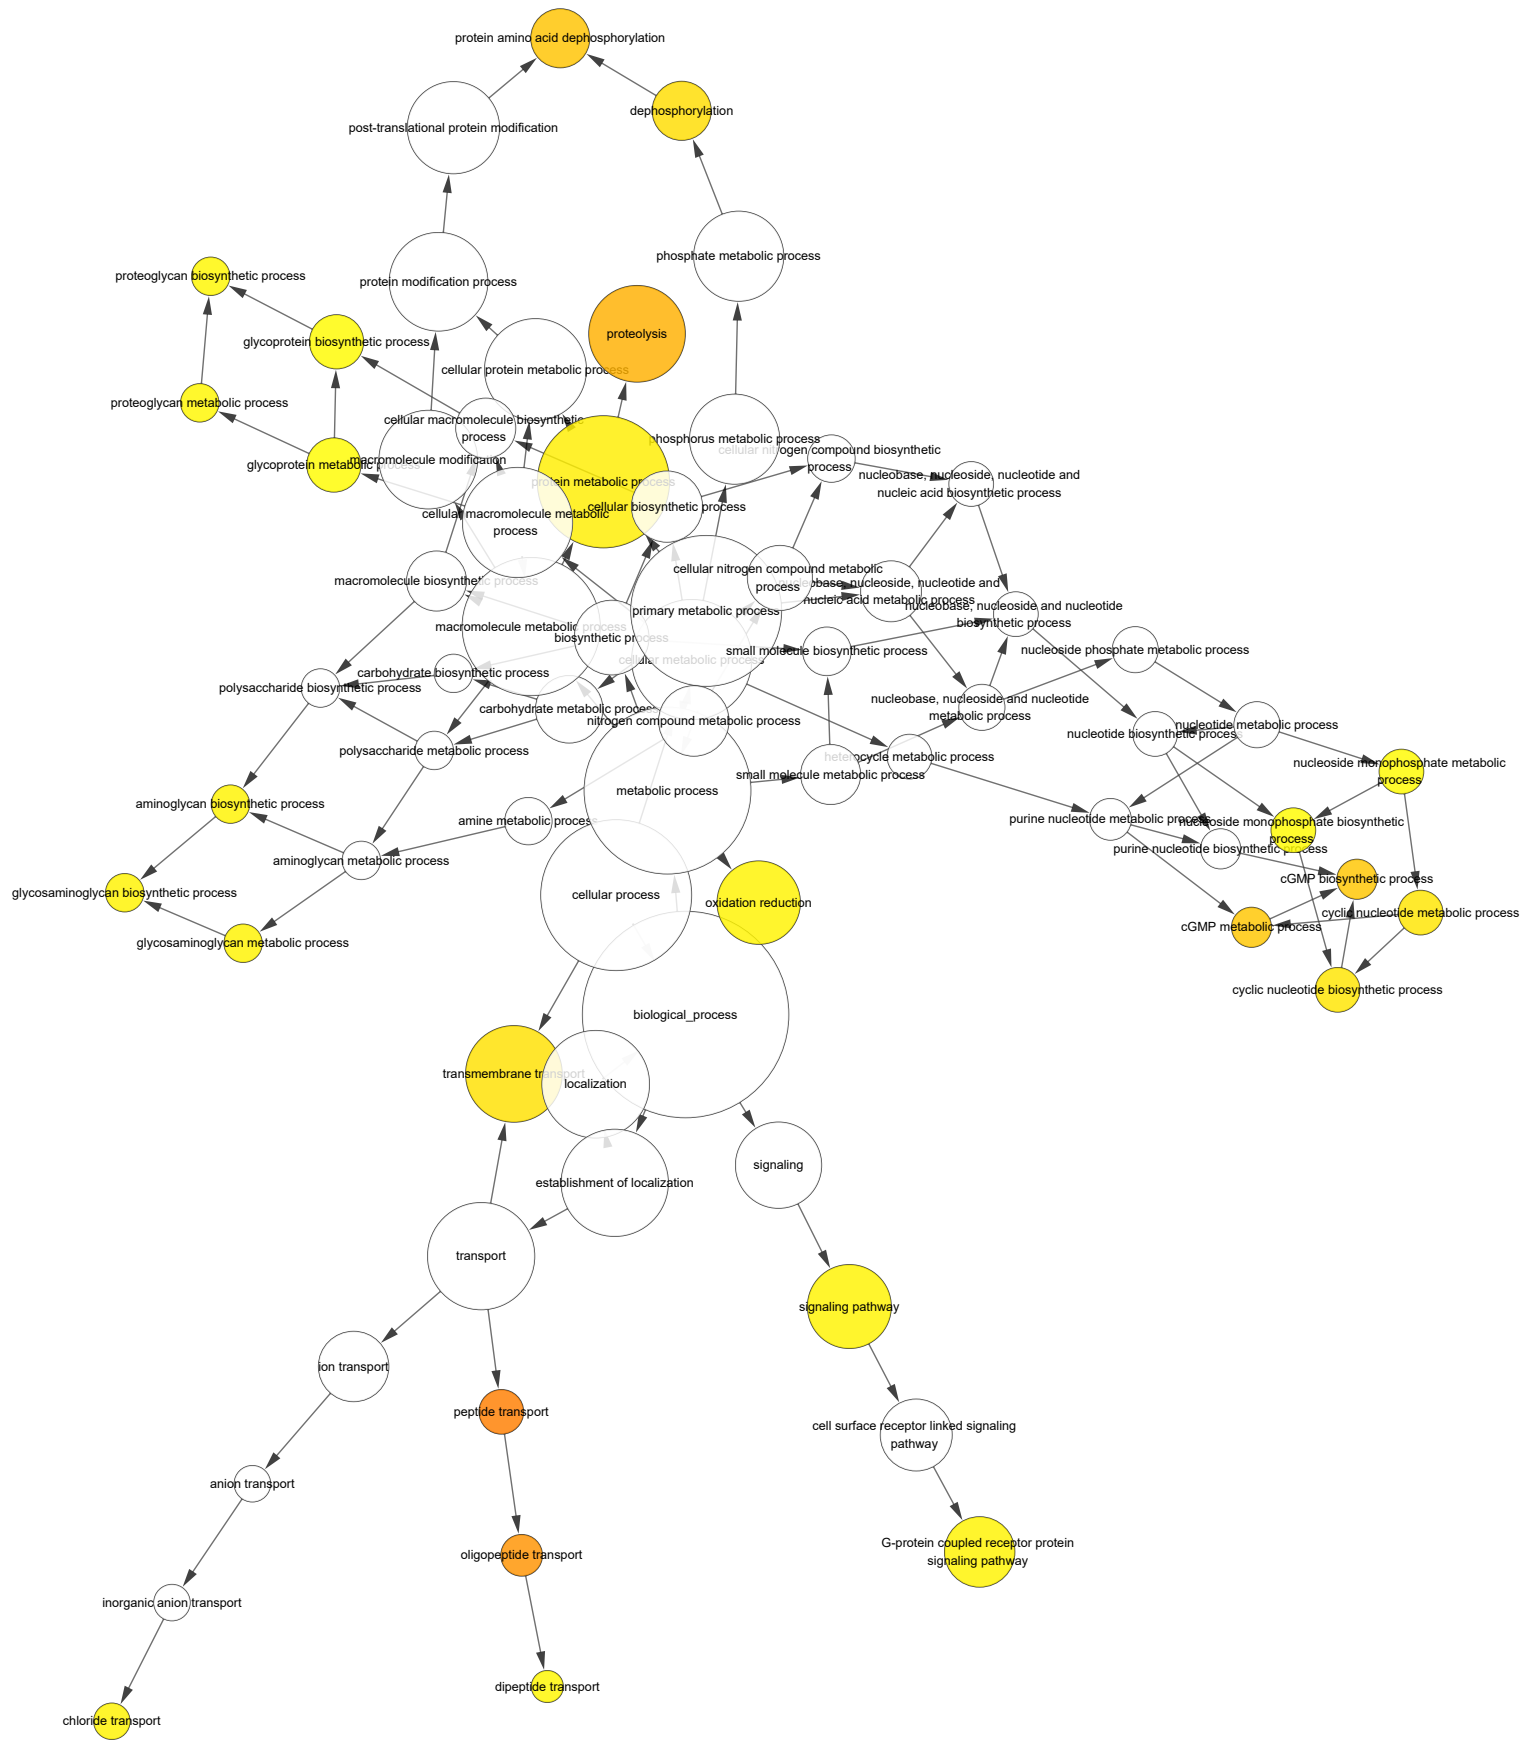 protein amino acid dephosphorylation
dephosphorylation
post-translational protein modification
phosphate metabolic process
proteoglycan biosynthetic process
protein modification process
proteolysis
glycoprotein biosynthetic process
cellular protein metabolic process
proteoglycan metabolic process
cellular macromolecule biosynthetic
process
phosphorus metabolic process
cellular nitrogen compound biosynthetic
process
glycoprotein metabolic process
macromolecule modification
nucleobase, nucleoside, nucleotide and
nucleic acid biosynthetic process
protein metabolic process
cellular biosynthetic process
cellular macromolecule metabolic
process
cellular nitrogen compound metabolic
process
macromolecule biosynthetic process
nucleobase, nucleoside, nucleotide and
nucleic acid metabolic process
primary metabolic process
nucleobase, nucleoside and nucleotide
biosynthetic process
macromolecule metabolic process
biosynthetic process
small molecule biosynthetic process
nucleoside phosphate metabolic process
cellular metabolic process
carbohydrate biosynthetic process
polysaccharide biosynthetic process
carbohydrate metabolic process
nucleobase, nucleoside and nucleotide
metabolic process
nitrogen compound metabolic process
nucleotide metabolic process
nucleotide biosynthetic process
polysaccharide metabolic process
heterocycle metabolic process
nucleoside monophosphate metabolic
process
small molecule metabolic process
metabolic process
aminoglycan biosynthetic process
amine metabolic process
purine nucleotide metabolic process
nucleoside monophosphate biosynthetic
process
purine nucleotide biosynthetic process
aminoglycan metabolic process
cGMP biosynthetic process
glycosaminoglycan biosynthetic process
cellular process
oxidation reduction
cyclic nucleotide metabolic process
cGMP metabolic process
glycosaminoglycan metabolic process
cyclic nucleotide biosynthetic process
biological_process
transmembrane transport
localization
signaling
establishment of localization
transport
signaling pathway
ion transport
peptide transport
cell surface receptor linked signaling
pathway
anion transport
oligopeptide transport
G-protein coupled receptor protein
signaling pathway
inorganic anion transport
dipeptide transport
chloride transport